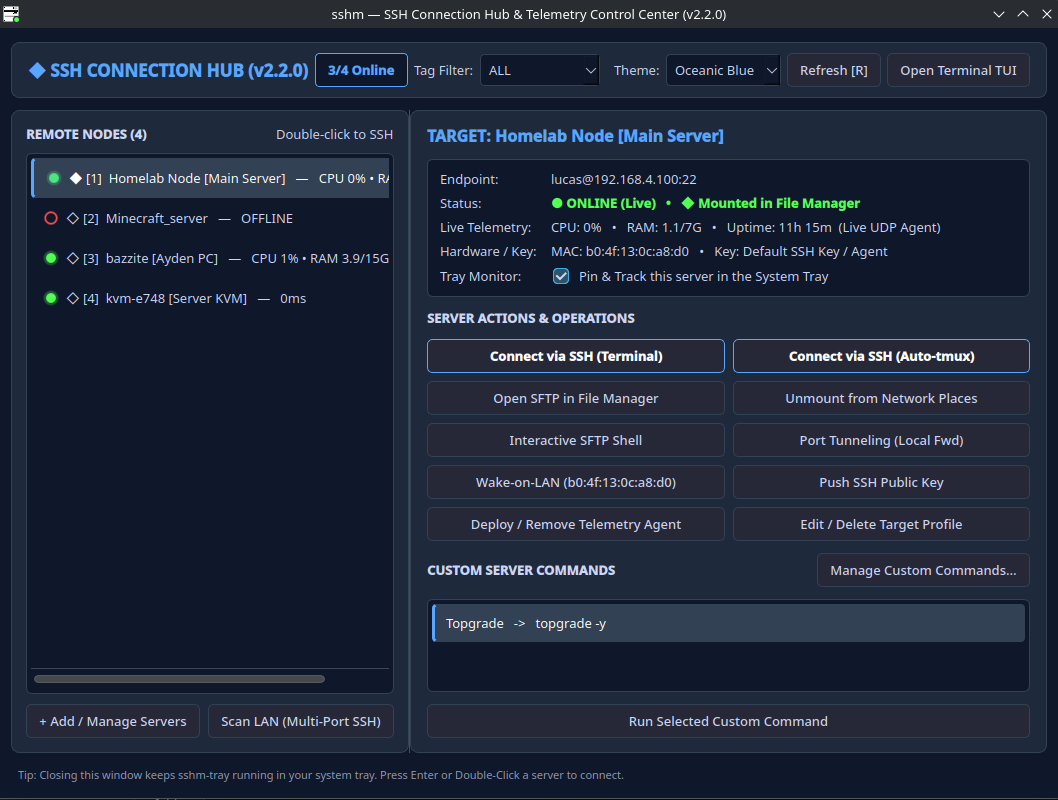 sshm — SSH Connection Hub & Telemetry Control Center (v2.2.0)
◆ SSH CONNECTION HUB (v2.2.0) 3/4 Online Tag Filter: ALL Theme: Oceanic Blue Refresh [R] Open Terminal TUI
REMOTE NODES (4) Double-click to SSH
◆ [1] Homelab Node [Main Server] — CPU 0% • RA
◇ [2] Minecraft_server — OFFLINE
◇ [3] bazzite [Ayden PC] — CPU 1% • RAM 3.9/15G
◇ [4] kvm-e748 [Server KVM] — 0ms
+ Add / Manage Servers Scan LAN (Multi-Port SSH)
TARGET: Homelab Node [Main Server]
Endpoint: lucas@192.168.4.100:22
Status: ● ONLINE (Live) • ◆ Mounted in File Manager
Live Telemetry: CPU: 0% • RAM: 1.1/7G • Uptime: 11h 15m (Live UDP Agent)
Hardware / Key: MAC: b0:4f:13:0c:a8:d0 • Key: Default SSH Key / Agent
Tray Monitor: Pin & Track this server in the System Tray
SERVER ACTIONS & OPERATIONS
Connect via SSH (Terminal) Connect via SSH (Auto-tmux)
Open SFTP in File Manager Unmount from Network Places
Interactive SFTP Shell Port Tunneling (Local Fwd)
Wake-on-LAN (b0:4f:13:0c:a8:d0) Push SSH Public Key
Deploy / Remove Telemetry Agent Edit / Delete Target Profile
CUSTOM SERVER COMMANDS Manage Custom Commands...
Topgrade -> topgrade -y
Run Selected Custom Command
Tip: Closing this window keeps sshm-tray running in your system tray. Press Enter or Double-Click a server to connect.